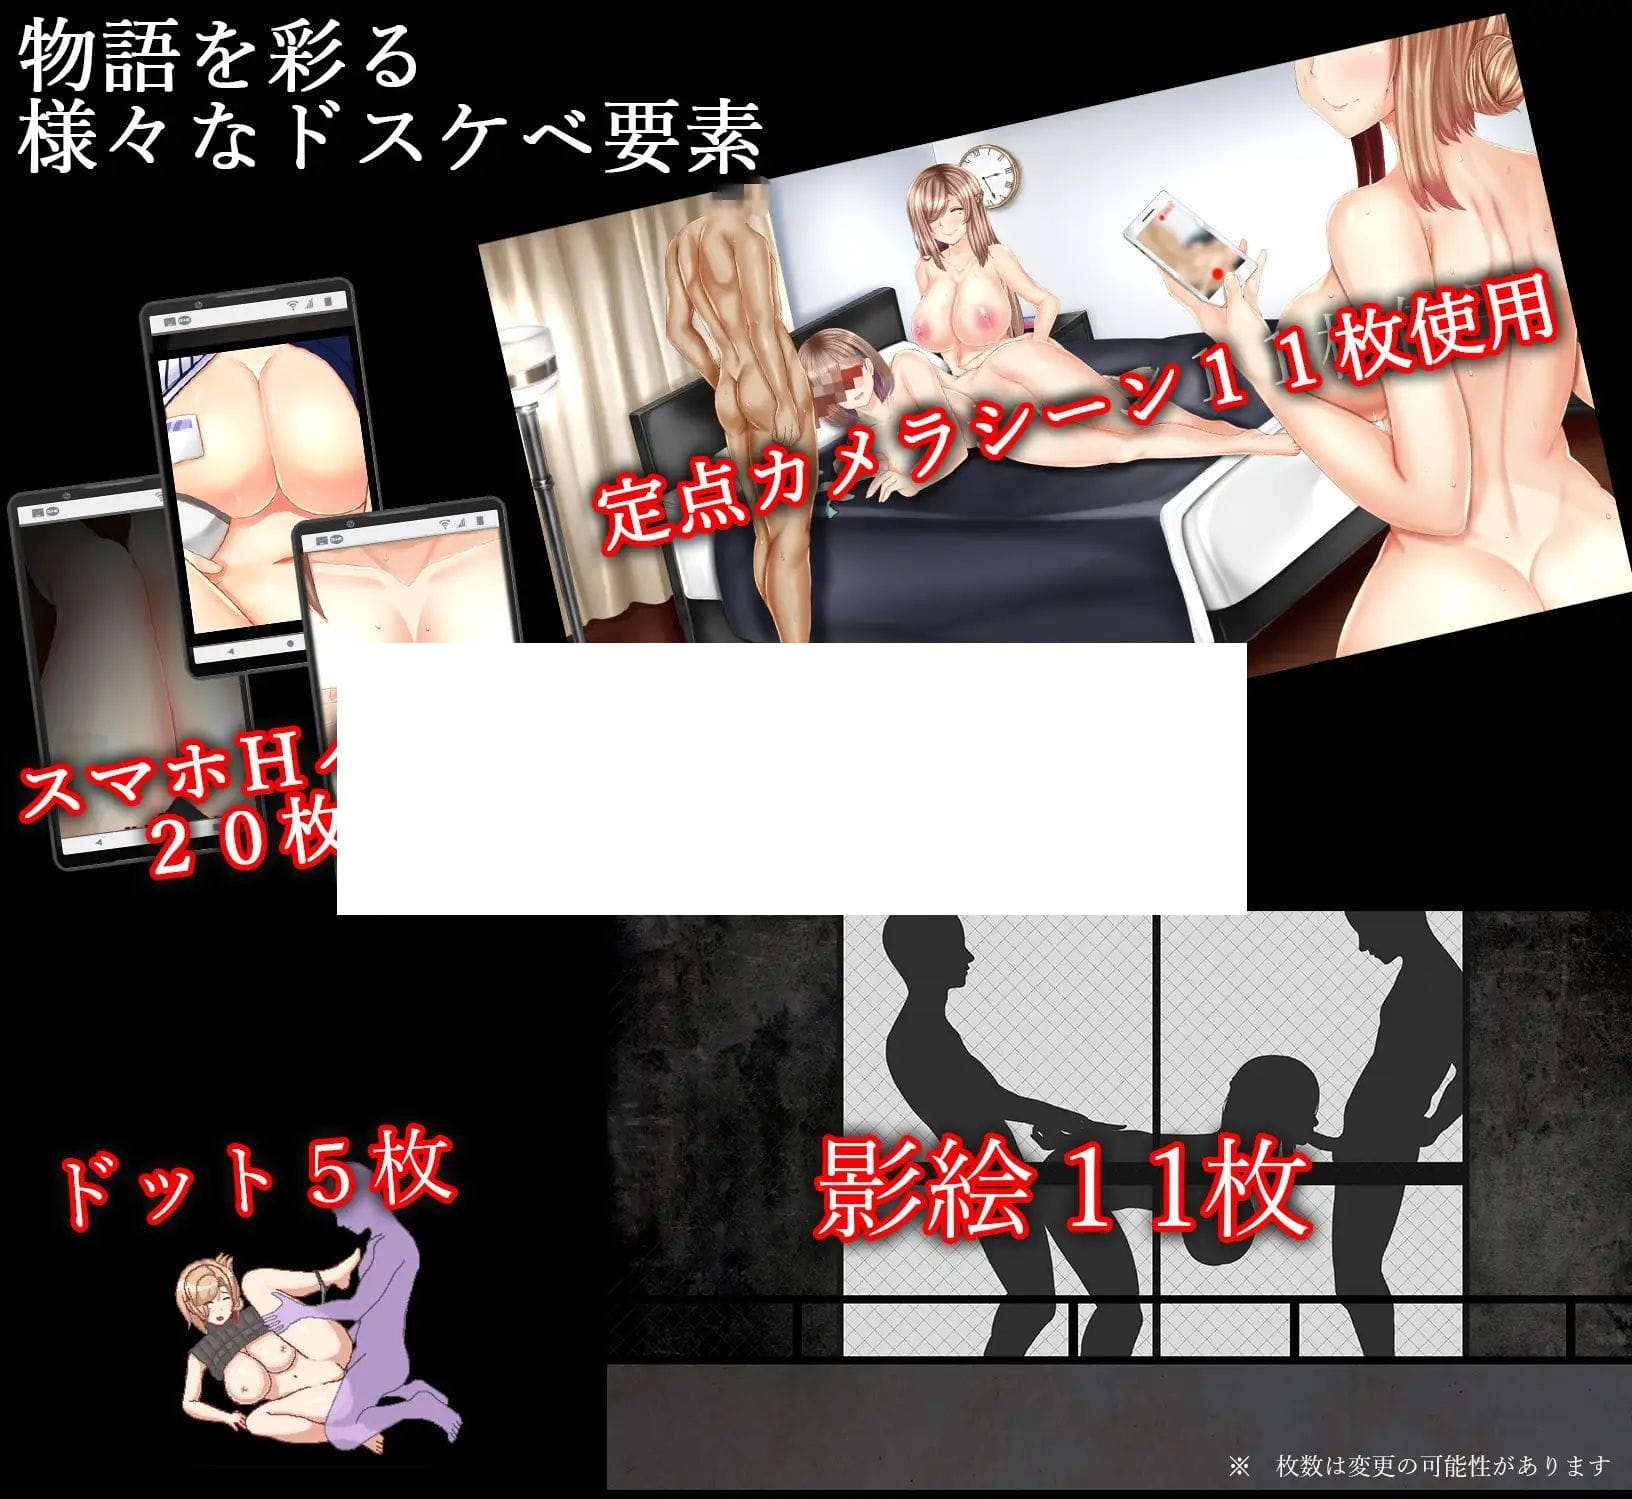 物語を彩る
様々なドスケベ要素
定点カメラシーン１１枚使用
スマホH
２０枚
ドット５枚
影絵１１枚
※　枚数は変更の可能性があります